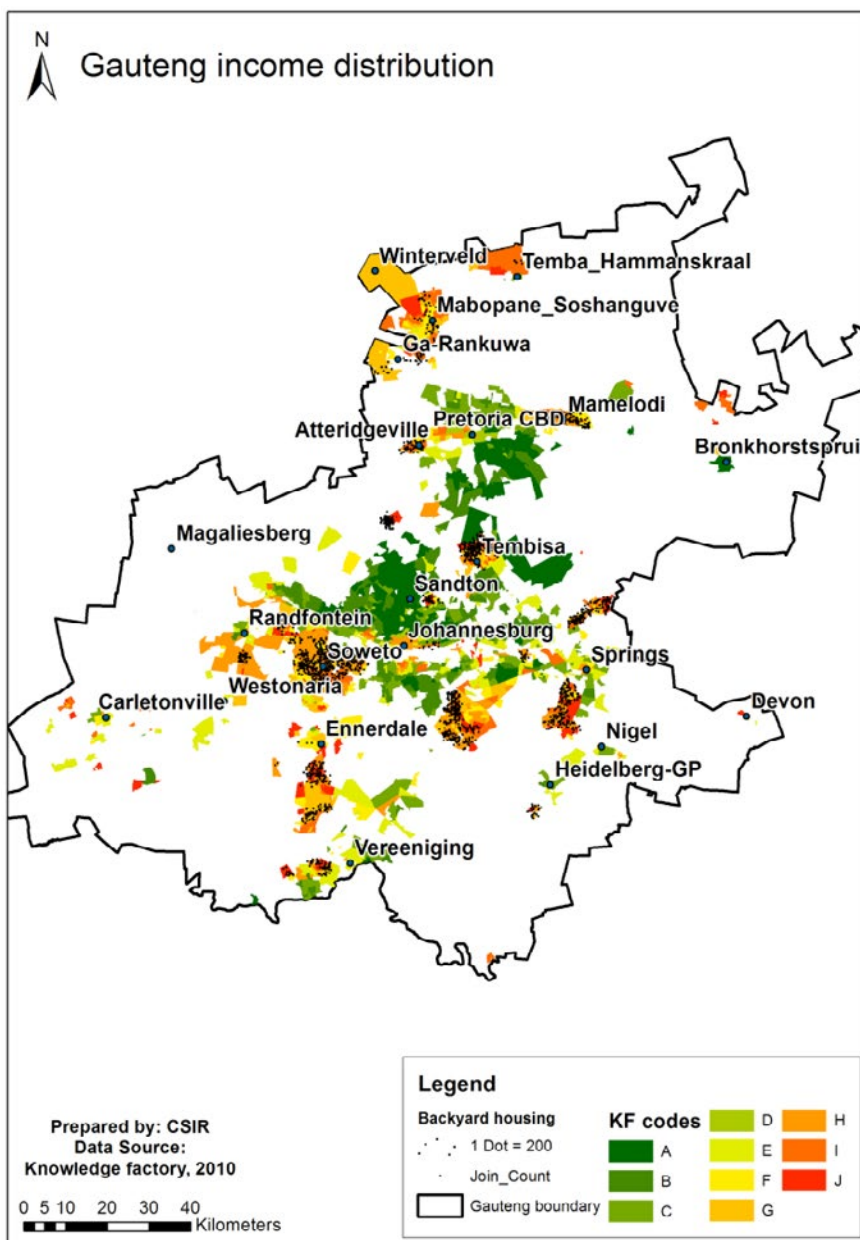 N
Gauteng income distribution
Winterveld
Temba_Hammanskraal
Mabopane_Soshanguve
Ga-Rankuwa
Mamelodi
Pretoria CBD
Atteridgeville
Bronkhorstsprui
Magaliesberg
Tembisa
Sandton
Randfontein
Johannesburg
Soweto
Springs
Westonaria
Carletonville
Devon
Ennerdale
Nigel
Heidelberg-GP
Vereeniging
Prepared by: CSIR
Data Source:
Knowledge factory, 2010
0 5 10 20 30 40
Kilometers
Legend
Backyard housing
1 Dot = 200
Join_Count
Gauteng boundary
KF codes
A
B
C
D
E
F
G
H
I
J